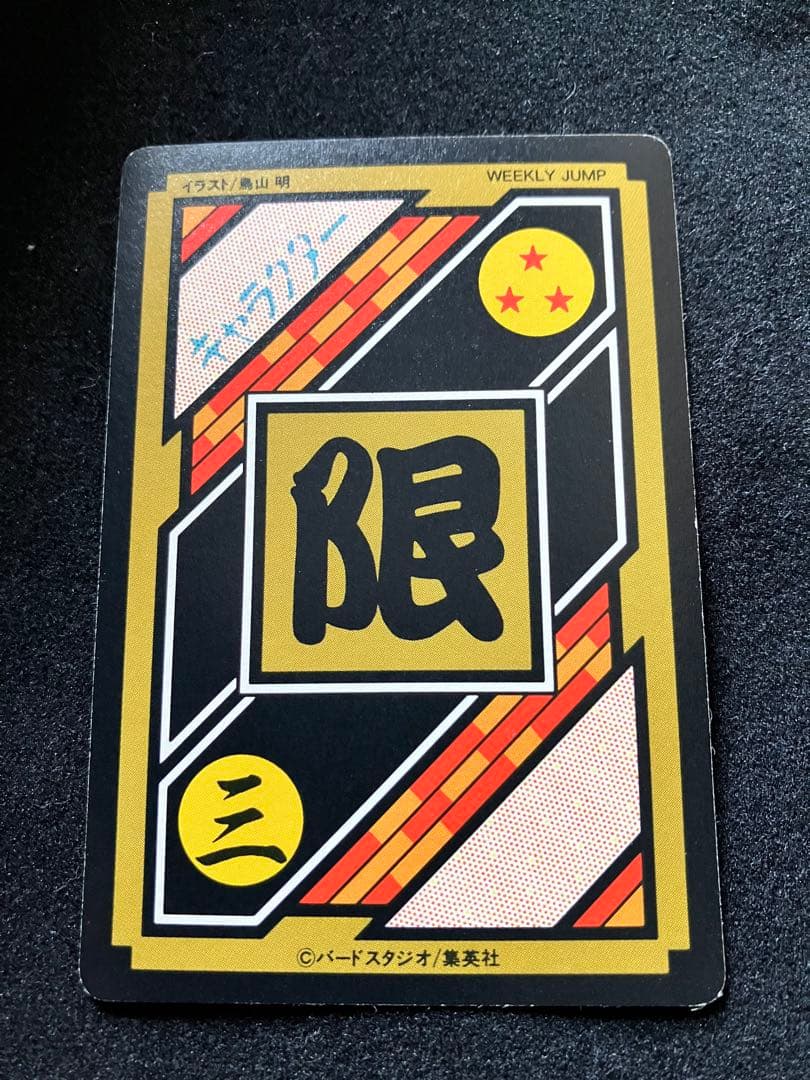 イラスト/鳥山 明
WEEKLY JUMP
キャラクター
限
三
©バードスタジオ/集英社